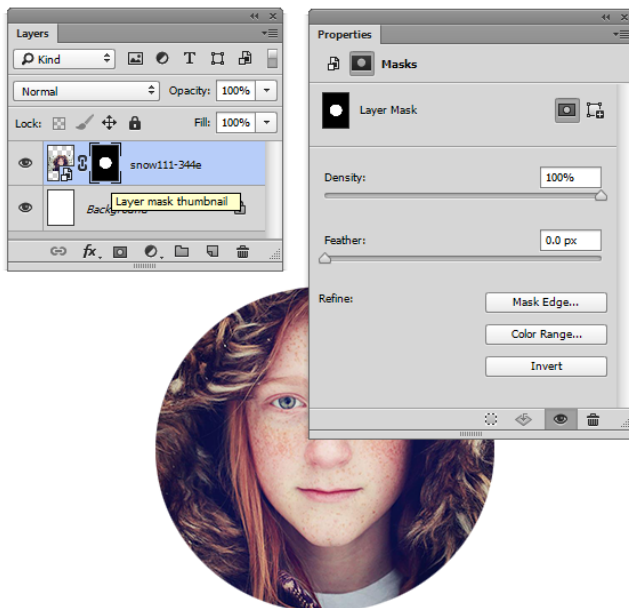 Layers
Kind
Normal
Opacity: 100%
Lock:
Fill: 100%
snow111-344e
Layer mask thumbnail
fx
Properties
Masks
Layer Mask
Density:
100%
Feather:
0.0 px
Refine:
Mask Edge...
Color Range...
Invert